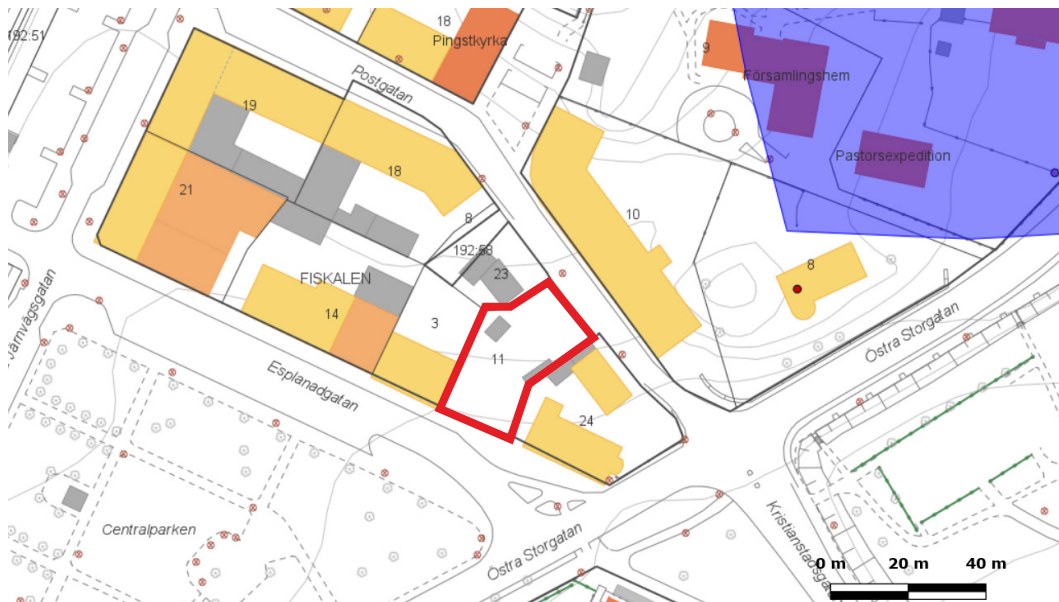 192:51
18
Pingstkyrka
9
Församlingshem
Postgatan
19
18
Pastorsexpedition
21
8
10
192:58
23
8
FISKALEN
14
3
11
Järnvägsgatan
Esplanadgatan
Östra Storgatan
24
Centralparken
Östra Storgatan
Kristianstadsgatan
0 m 20 m 40 m